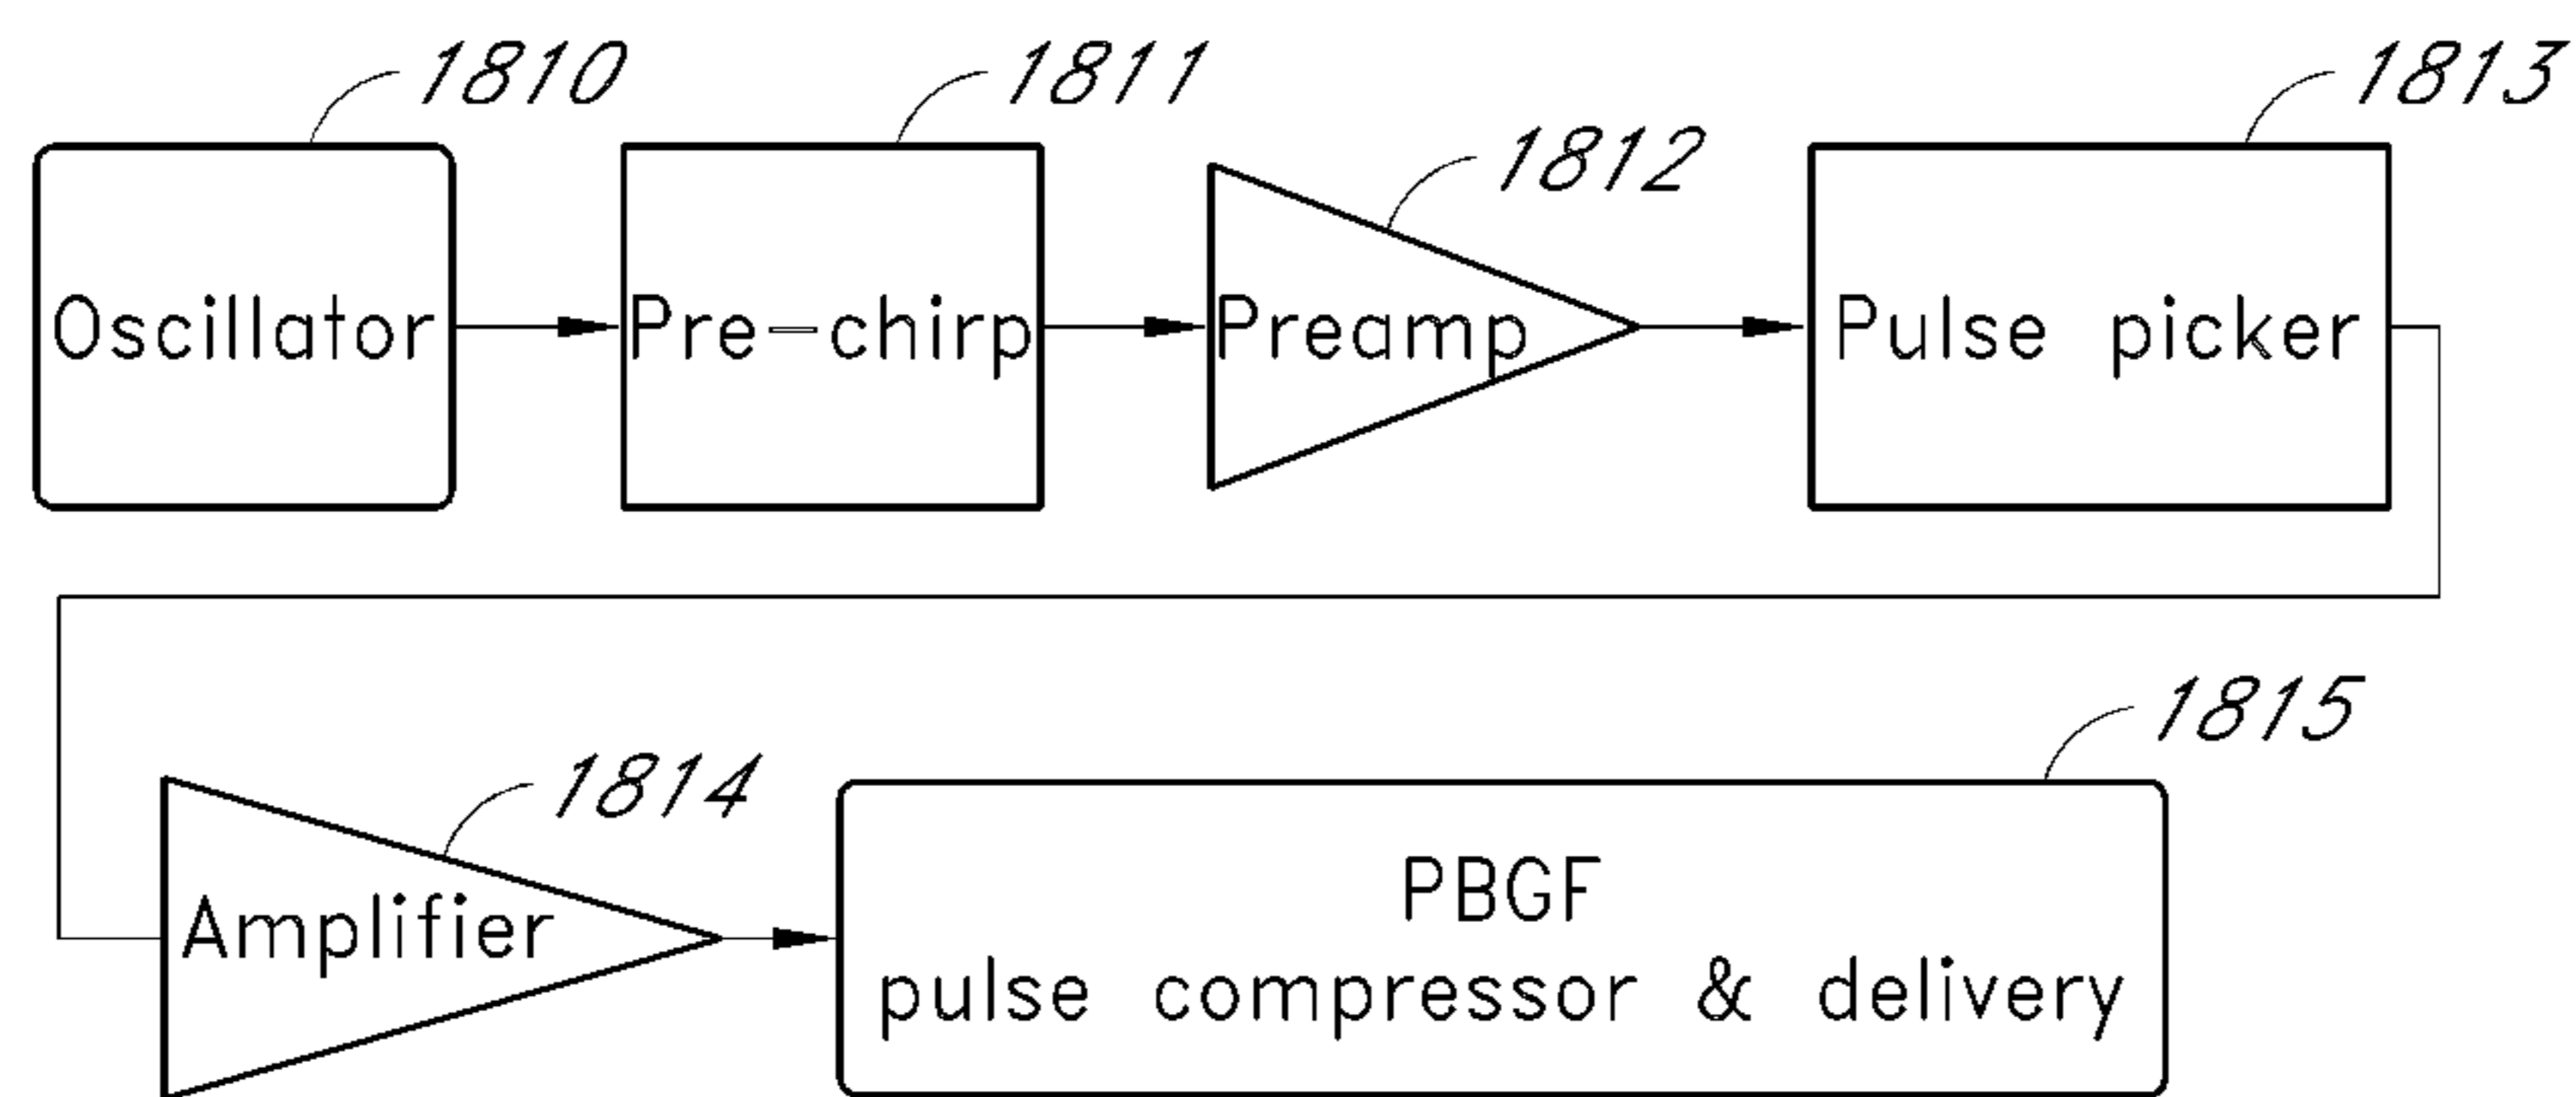 1810
1811
1812
1813
Oscillator
Pre-chirp
Preamp
Pulse picker
1814
1815
Amplifier
PBGF
pulse compressor & delivery